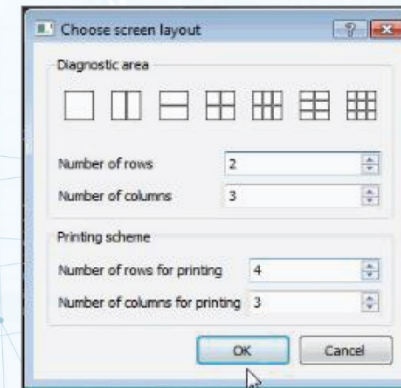 Choose screen layout
Diagnostic area
Number of rows 2
Number of columns 3
Printing scheme
Number of rows for printing 4
Number of columns for printing 3
OK Cancel